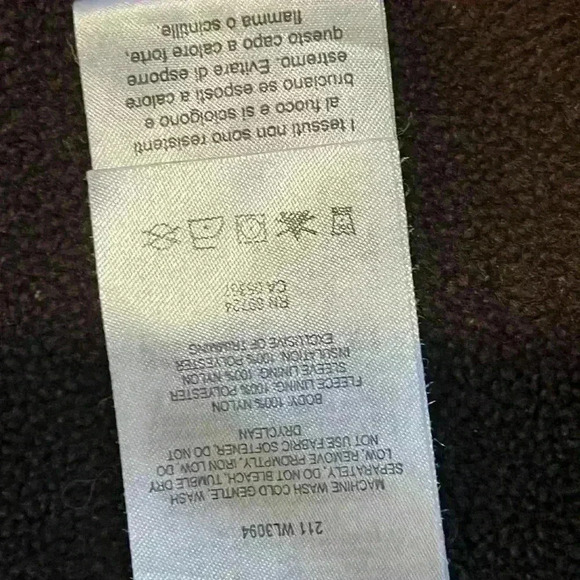 211 WL3094
MACHINE WASH COLD GENTLE, WASH
SEPARATELY, DO NOT BLEACH, TUMBLE DRY
LOW, REMOVE PROMPTLY, IRON LOW, DO
NOT USE FABRIC SOFTENER, DO NOT
DRYCLEAN
BODY: 100% NYLON
FLEECE LINING: 100% POLYESTER
SLEEVE LINING: 100% NYLON
INSULATION: 100% POLYESTER
EXCLUSIVE OF TRIMMING
RN 69724
CA 05367
I tessuti non sono resistenti
al fuoco e si sciolgono e
bruciano se esposti a calore
estremo. Evitare di esporre
questo capo a calore forte,
fiamma o scintille.